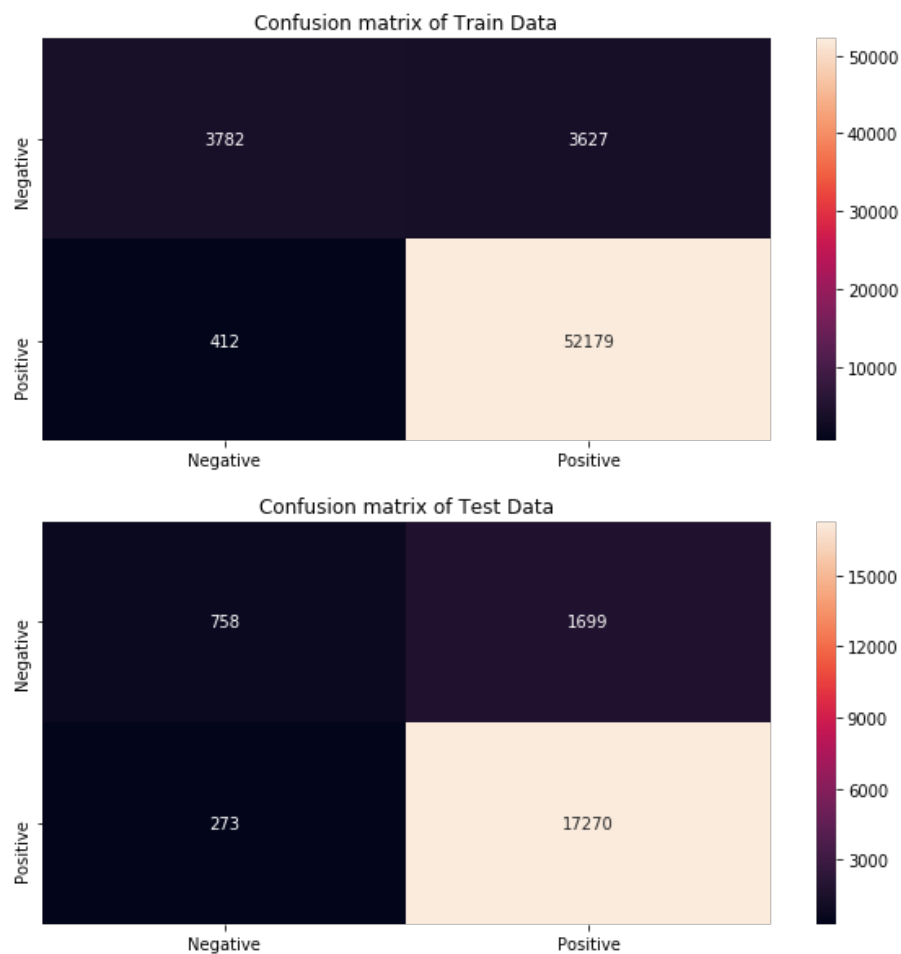 Confusion matrix of Train Data
Negative
3782
3627
Positive
412
52179
Negative
Positive
50000
40000
30000
20000
10000
Confusion matrix of Test Data
Negative
758
1699
Positive
273
17270
Negative
Positive
15000
12000
9000
6000
3000